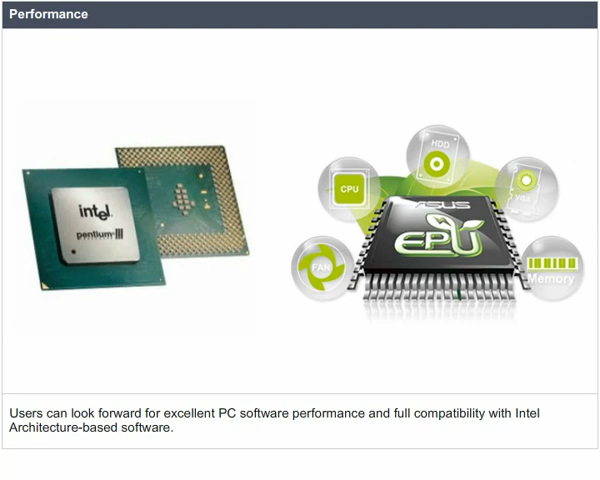 Performance
intel
pentium III
HDD
CPU
VGA
ASUS
EPU
FAN
Memory
Users can look forward for excellent PC software performance and full compatibility with Intel
Architecture-based software.